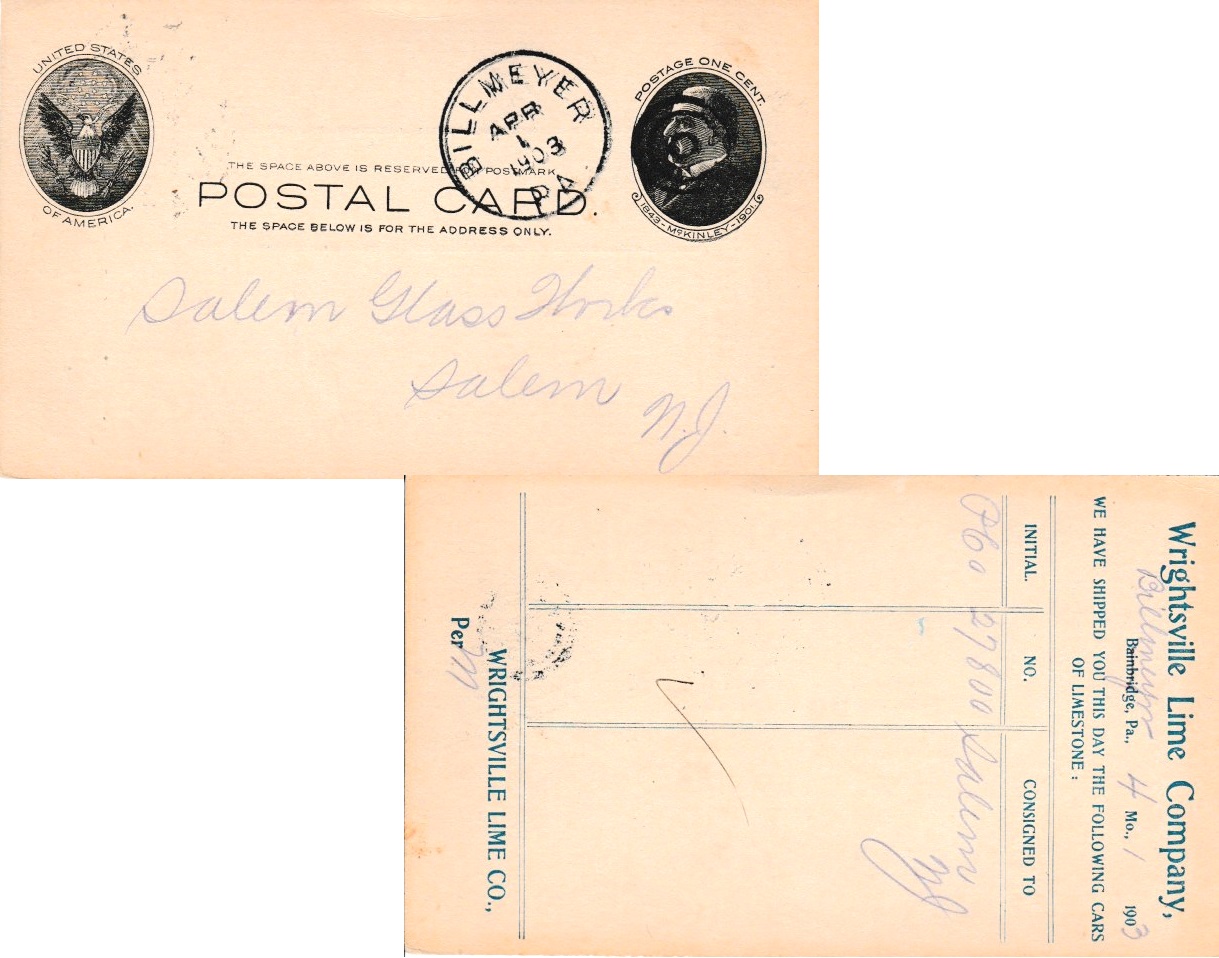 UNITED STATES
OF AMERICA.
BILLMEYER
APR
1
1903
PA.
POSTAGE ONE CENT.
1843-McKINLEY-1901.
THE SPACE ABOVE IS RESERVED FOR POSTMARK.
POSTAL CARD.
THE SPACE BELOW IS FOR THE ADDRESS ONLY.
Salem Glass Works
Salem
N.J.
Wrightsville Lime Company,
Billmeyer
Bainbridge, Pa., 4 Mo., 1 1903
WE HAVE SHIPPED YOU THIS DAY THE FOLLOWING CARS
OF LIMESTONE:
INITIAL. NO. CONSIGNED TO
27800 Salem
NJ
WRIGHTSVILLE LIME CO.,
Per M